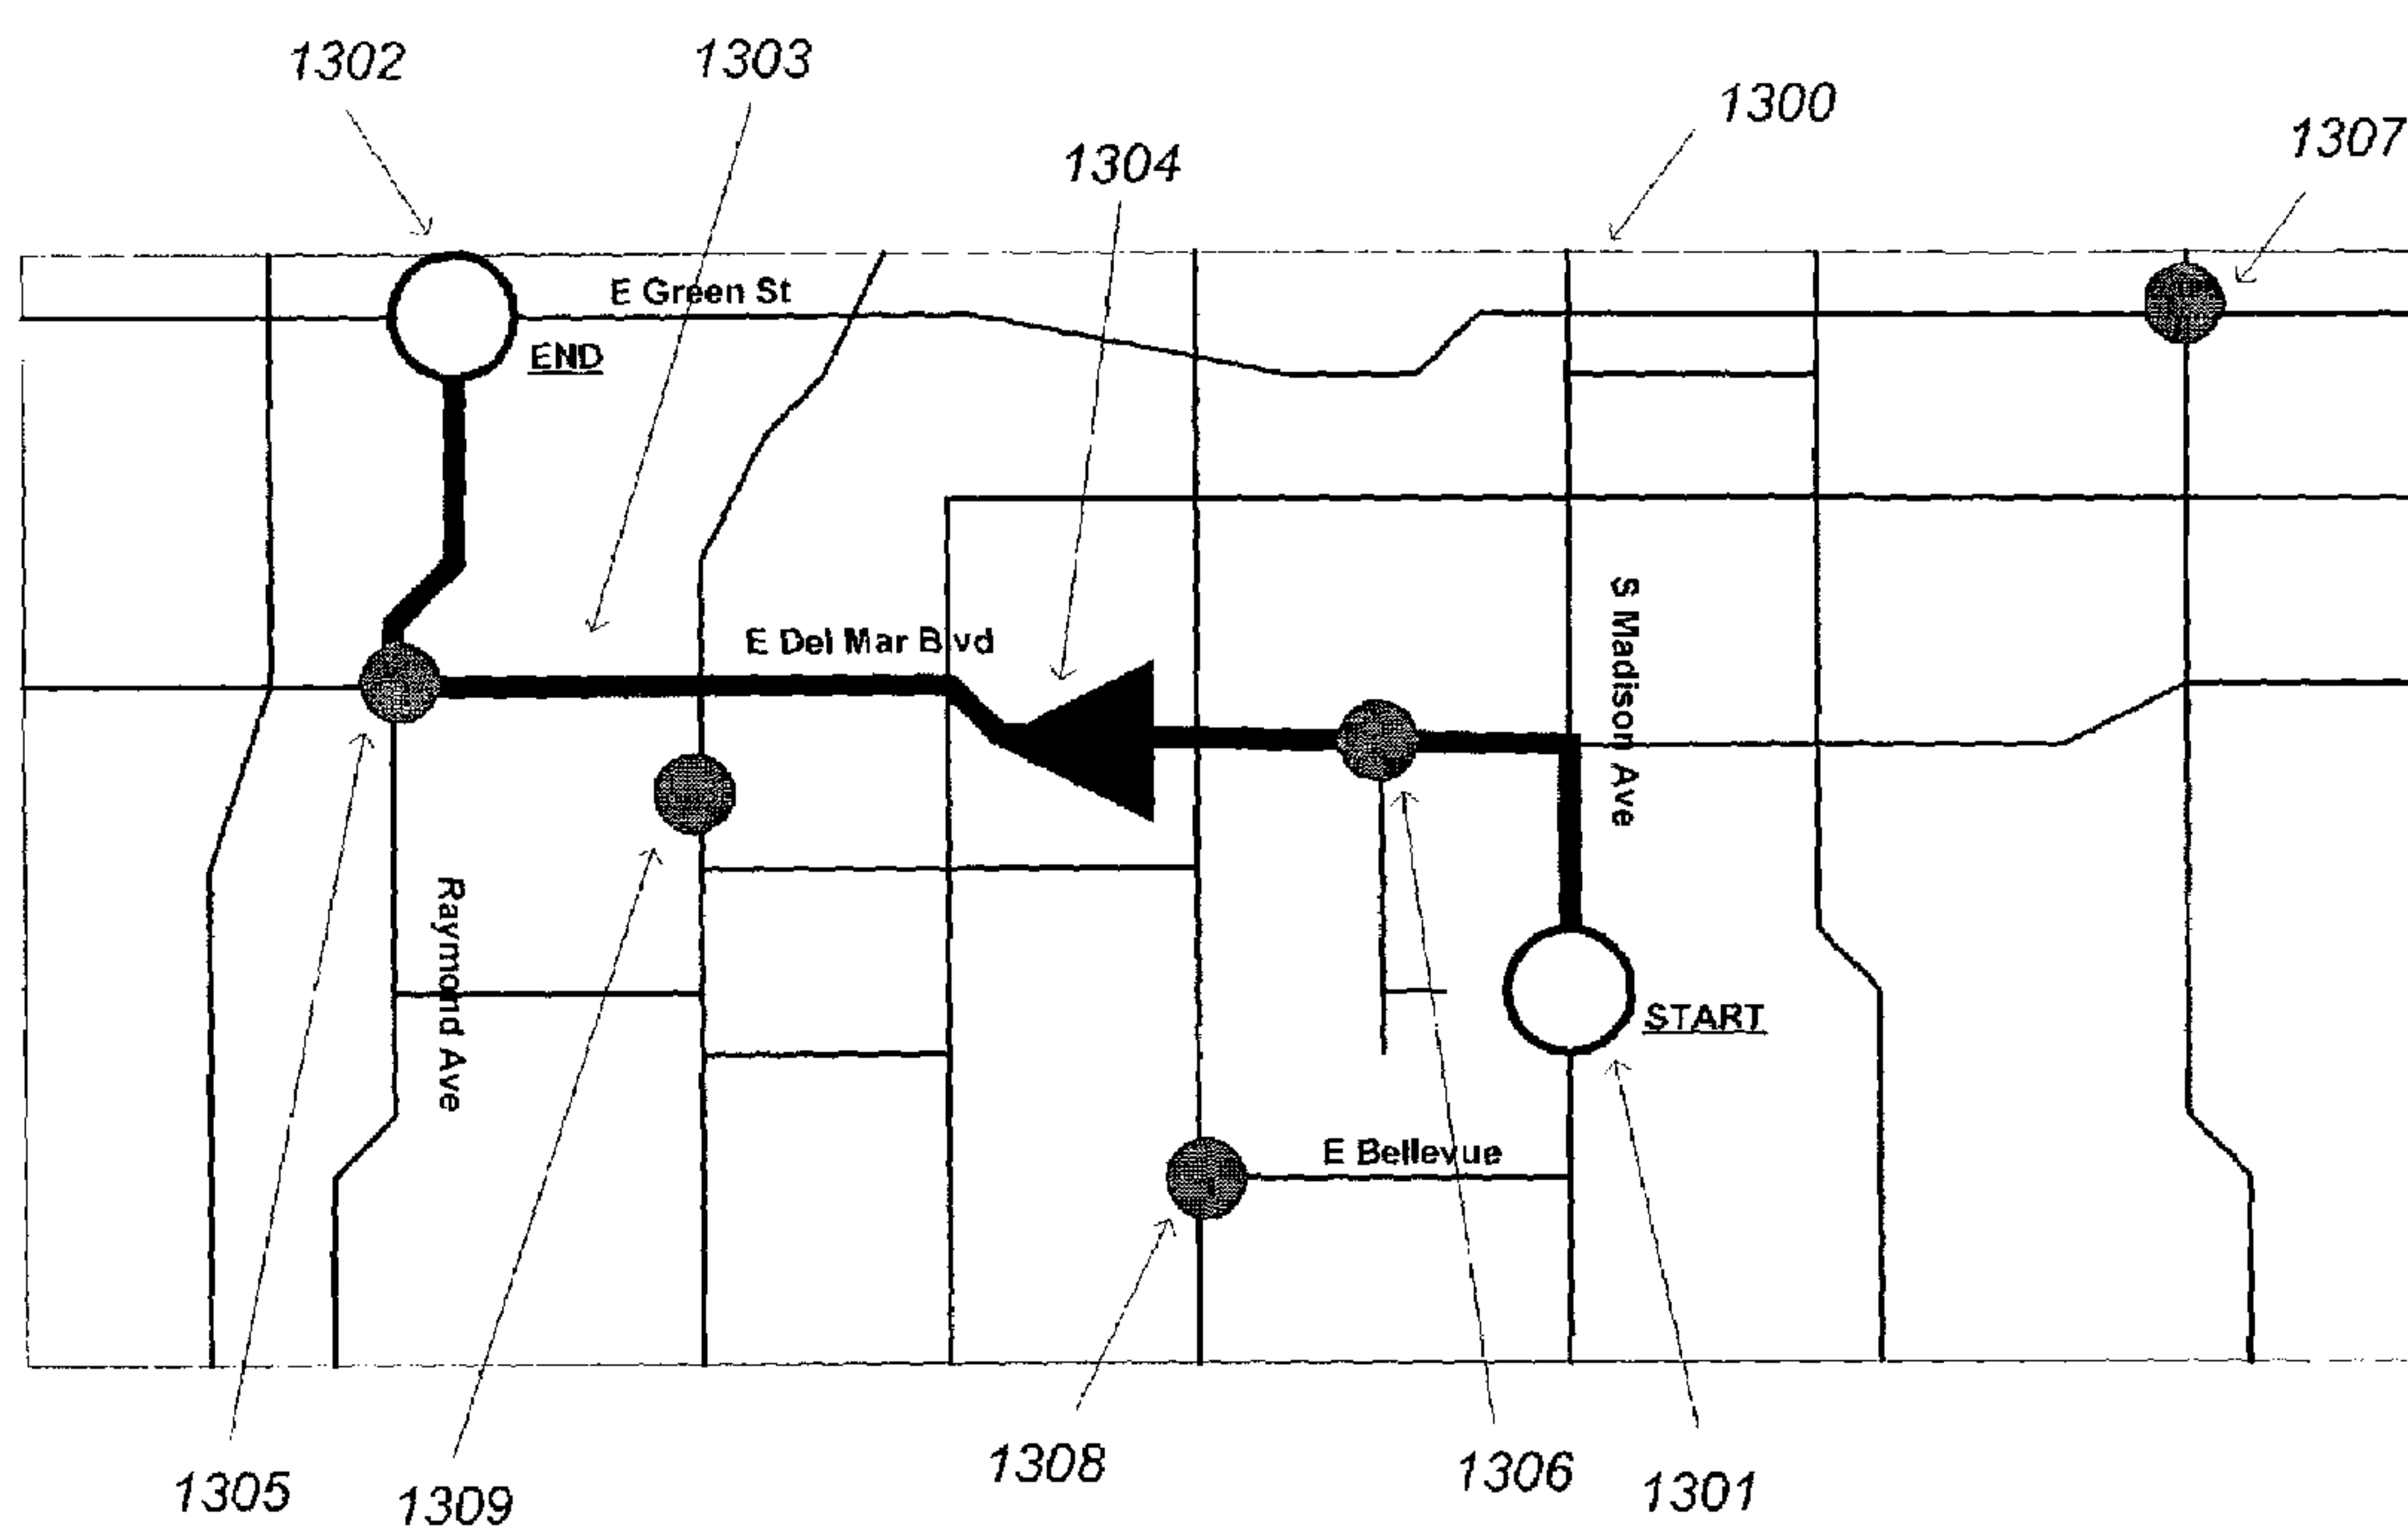 1302
1303
1300
1307
1304
E Green St
END
S Madison Ave
E Del Mar Blvd
Raymond Ave
START
E Bellevue
1308
1306
1301
1305
1309